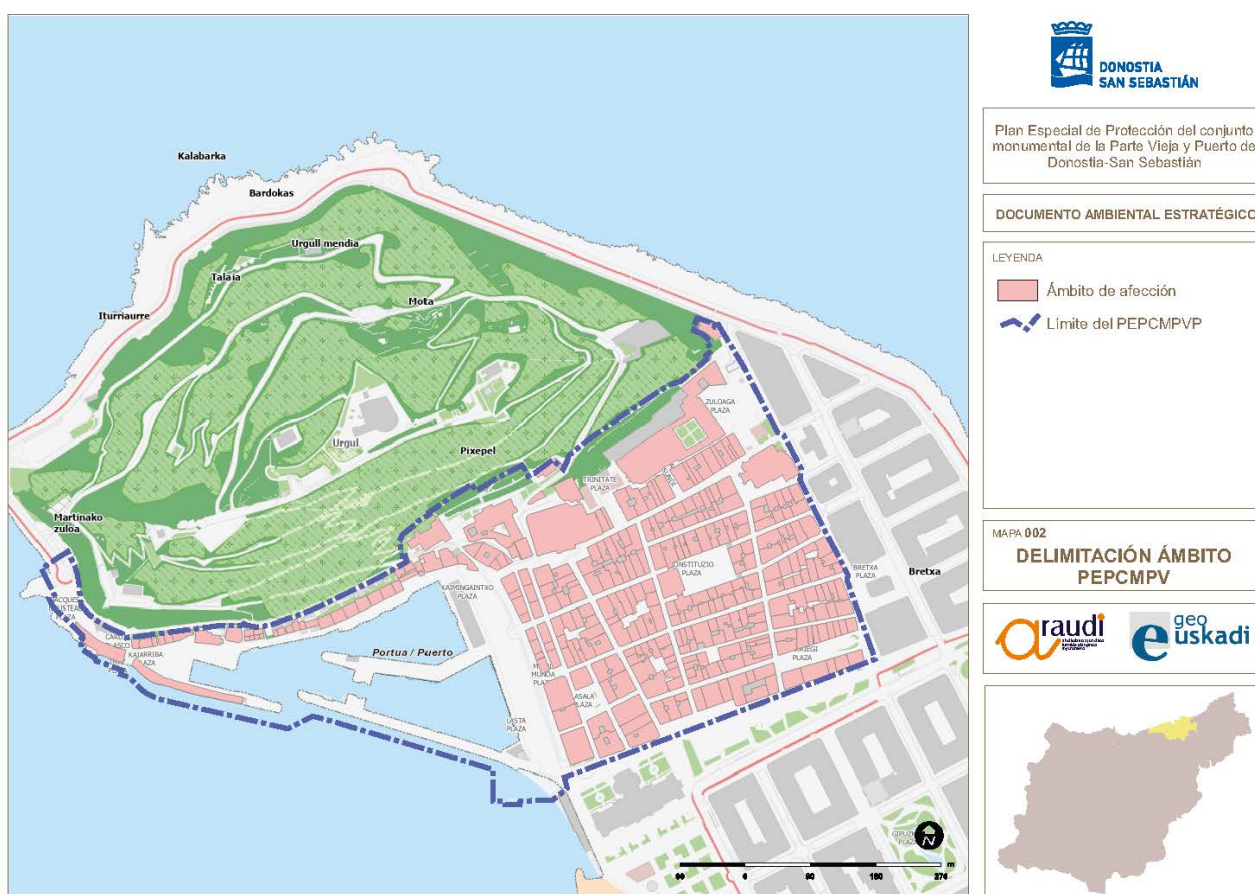 Kalabarka
Bardokas
Urgull mendia
Talaia
Mota
Iturriaurre
ZULOAGA
PLAZA
Urgul
Pixepel
TRINITATE
PLAZA
Martinako
zuloa
ONSTITUZIO
PLAZA
BRETXA
PLAZA
Bretxa
KAIMINGAINTXO
PLAZA
KAIARRIBA
Portua / Puerto
PLAZA
LASTA
PLAZA
N
m
DONOSTIA
SAN SEBASTIÁN
Plan Especial de Protección del conjunto
monumental de la Parte Vieja y Puerto de
Donostia-San Sebastián
DOCUMENTO AMBIENTAL ESTRATÉGICO
LEYENDA
Ámbito de afección
Límite del PEPCMPVP
MAPA 002
DELIMITACIÓN ÁMBITO
PEPCMPV
araudi
geo
euskadi